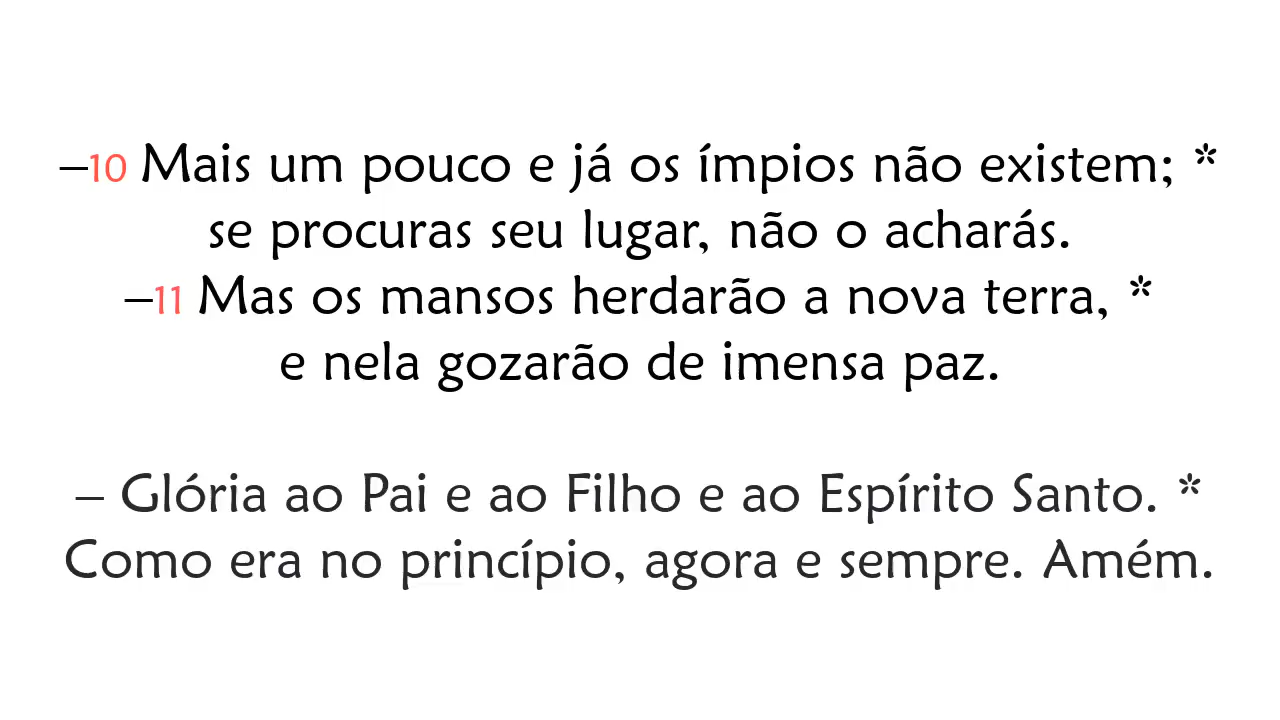 –10 Mais um pouco e já os ímpios não existem; *
se procuras seu lugar, não o acharás.
–11 Mas os mansos herdarão a nova terra, *
e nela gozarão de imensa paz.
– Glória ao Pai e ao Filho e ao Espírito Santo. *
Como era no princípio, agora e sempre. Amém.